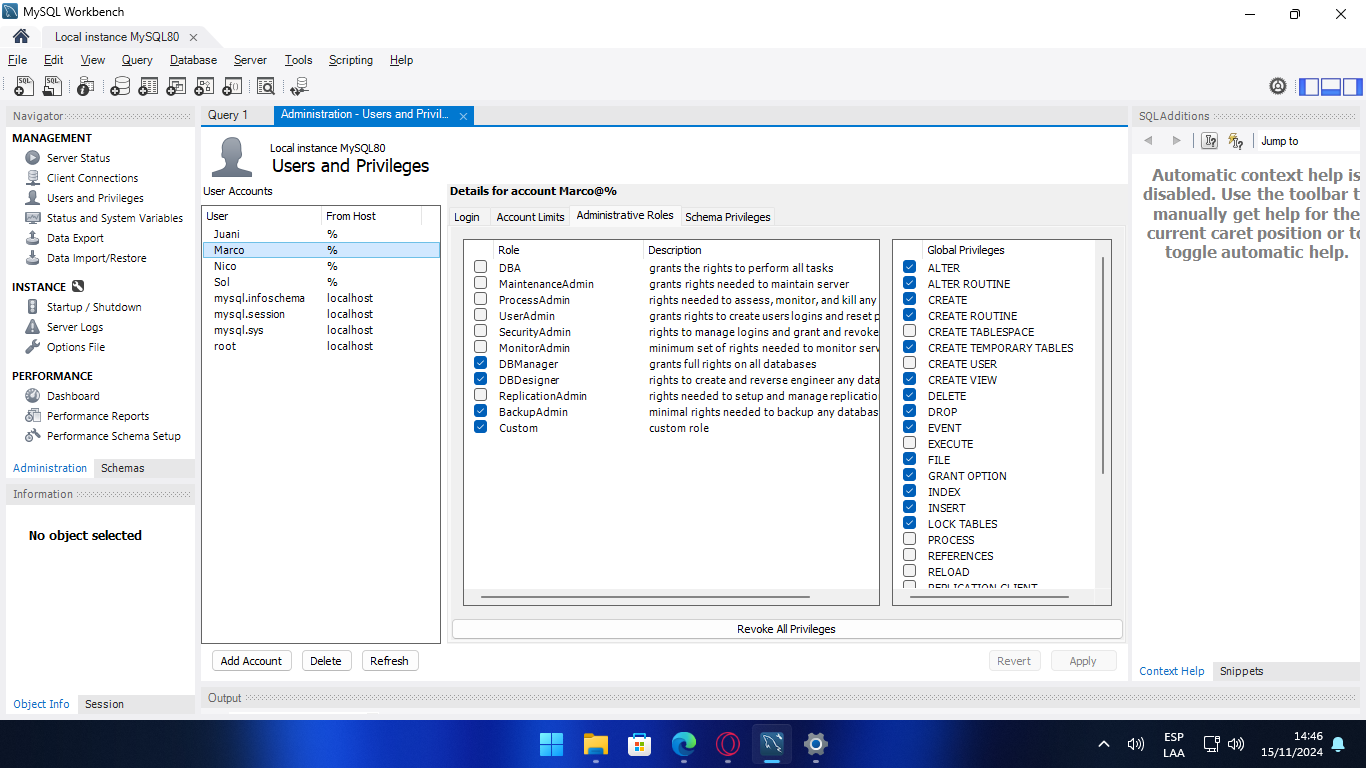 MySQL Workbench
Local instance MySQL80
File Edit View Query Database Server Tools Scripting Help
Navigator
MANAGEMENT
Server Status
Client Connections
Users and Privileges
Status and System Variables
Data Export
Data Import/Restore
INSTANCE
Startup / Shutdown
Server Logs
Options File
PERFORMANCE
Dashboard
Performance Reports
Performance Schema Setup
Administration Schemas
Information
No object selected
Object Info Session
Query 1 Administration - Users and Privil...
Local instance MySQL80
Users and Privileges
User Accounts
User From Host
Juani %
Marco %
Nico %
Sol %
mysql.infoschema localhost
mysql.session localhost
mysql.sys localhost
root localhost
Add Account Delete Refresh
Details for account Marco@%
Login Account Limits Administrative Roles Schema Privileges
Role Description
DBA grants the rights to perform all tasks
MaintenanceAdmin grants rights needed to maintain server
ProcessAdmin rights needed to assess, monitor, and kill any
UserAdmin grants rights to create users logins and reset p
SecurityAdmin rights to manage logins and grant and revoke
MonitorAdmin minimum set of rights needed to monitor serv
DBManager grants full rights on all databases
DBDesigner rights to create and reverse engineer any data
ReplicationAdmin rights needed to setup and manage replicatio
BackupAdmin minimal rights needed to backup any databas
Custom custom role
Global Privileges
ALTER
ALTER ROUTINE
CREATE
CREATE ROUTINE
CREATE TABLESPACE
CREATE TEMPORARY TABLES
CREATE USER
CREATE VIEW
DELETE
DROP
EVENT
EXECUTE
FILE
GRANT OPTION
INDEX
INSERT
LOCK TABLES
PROCESS
REFERENCES
RELOAD
REPLICATION CLIENT
Revoke All Privileges
Revert Apply
Output
SQLAdditions
Jump to
Automatic context help is
disabled. Use the toolbar t
manually get help for the
current caret position or to
toggle automatic help.
Context Help Snippets
ESP
LAA
14:46
15/11/2024